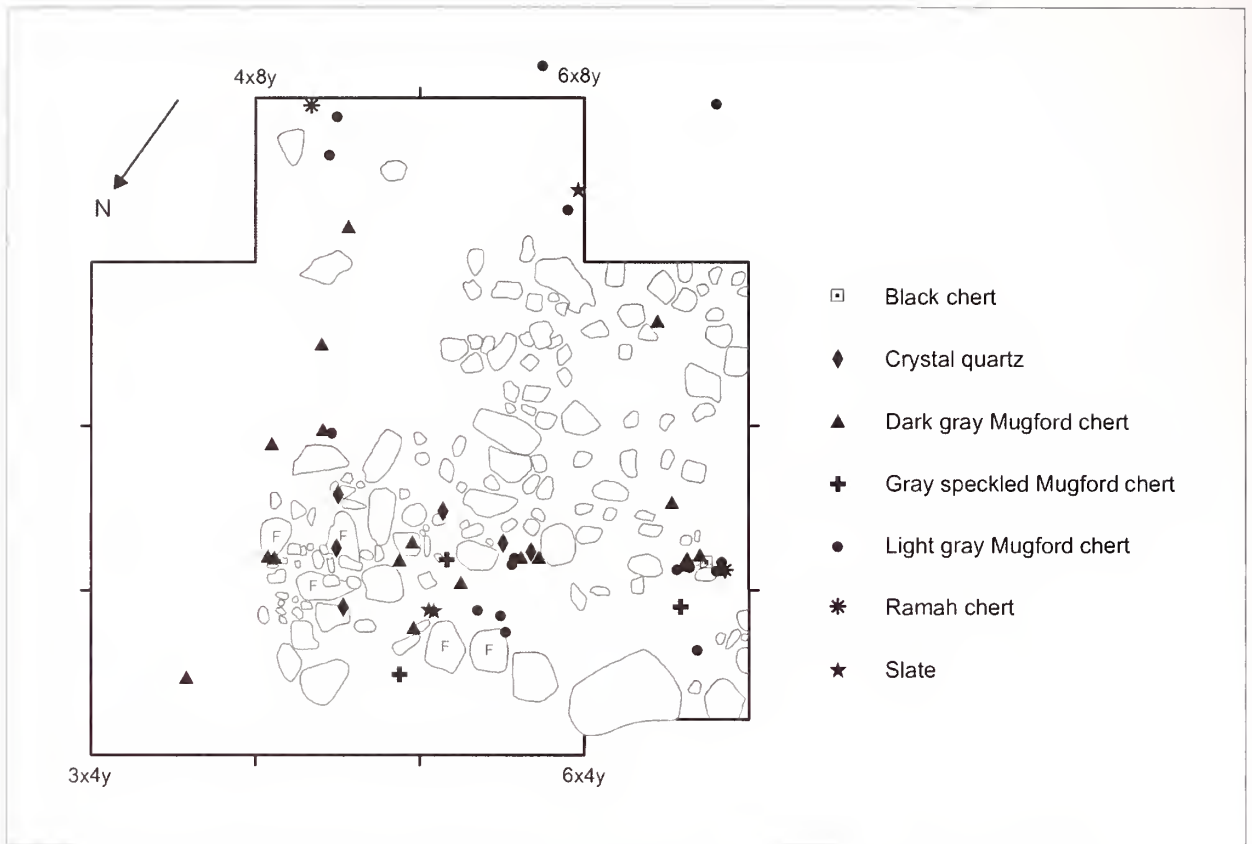 4x8y
6x8y
N
F
F
F
F
F
3x4y
6x4y
Black chert
Crystal quartz
Dark gray Mugford chert
Gray speckled Mugford chert
Light gray Mugford chert
Ramah chert
Slate